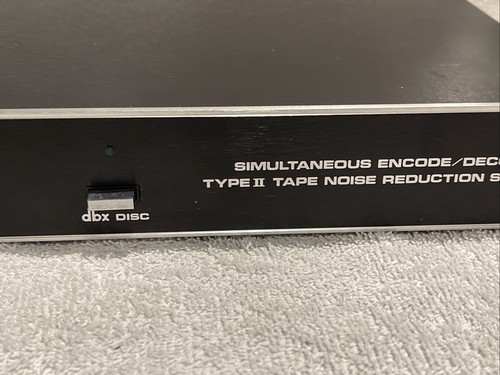 SIMULTANEOUS ENCODE/DECO
TYPE II TAPE NOISE REDUCTION S
dbx DISC